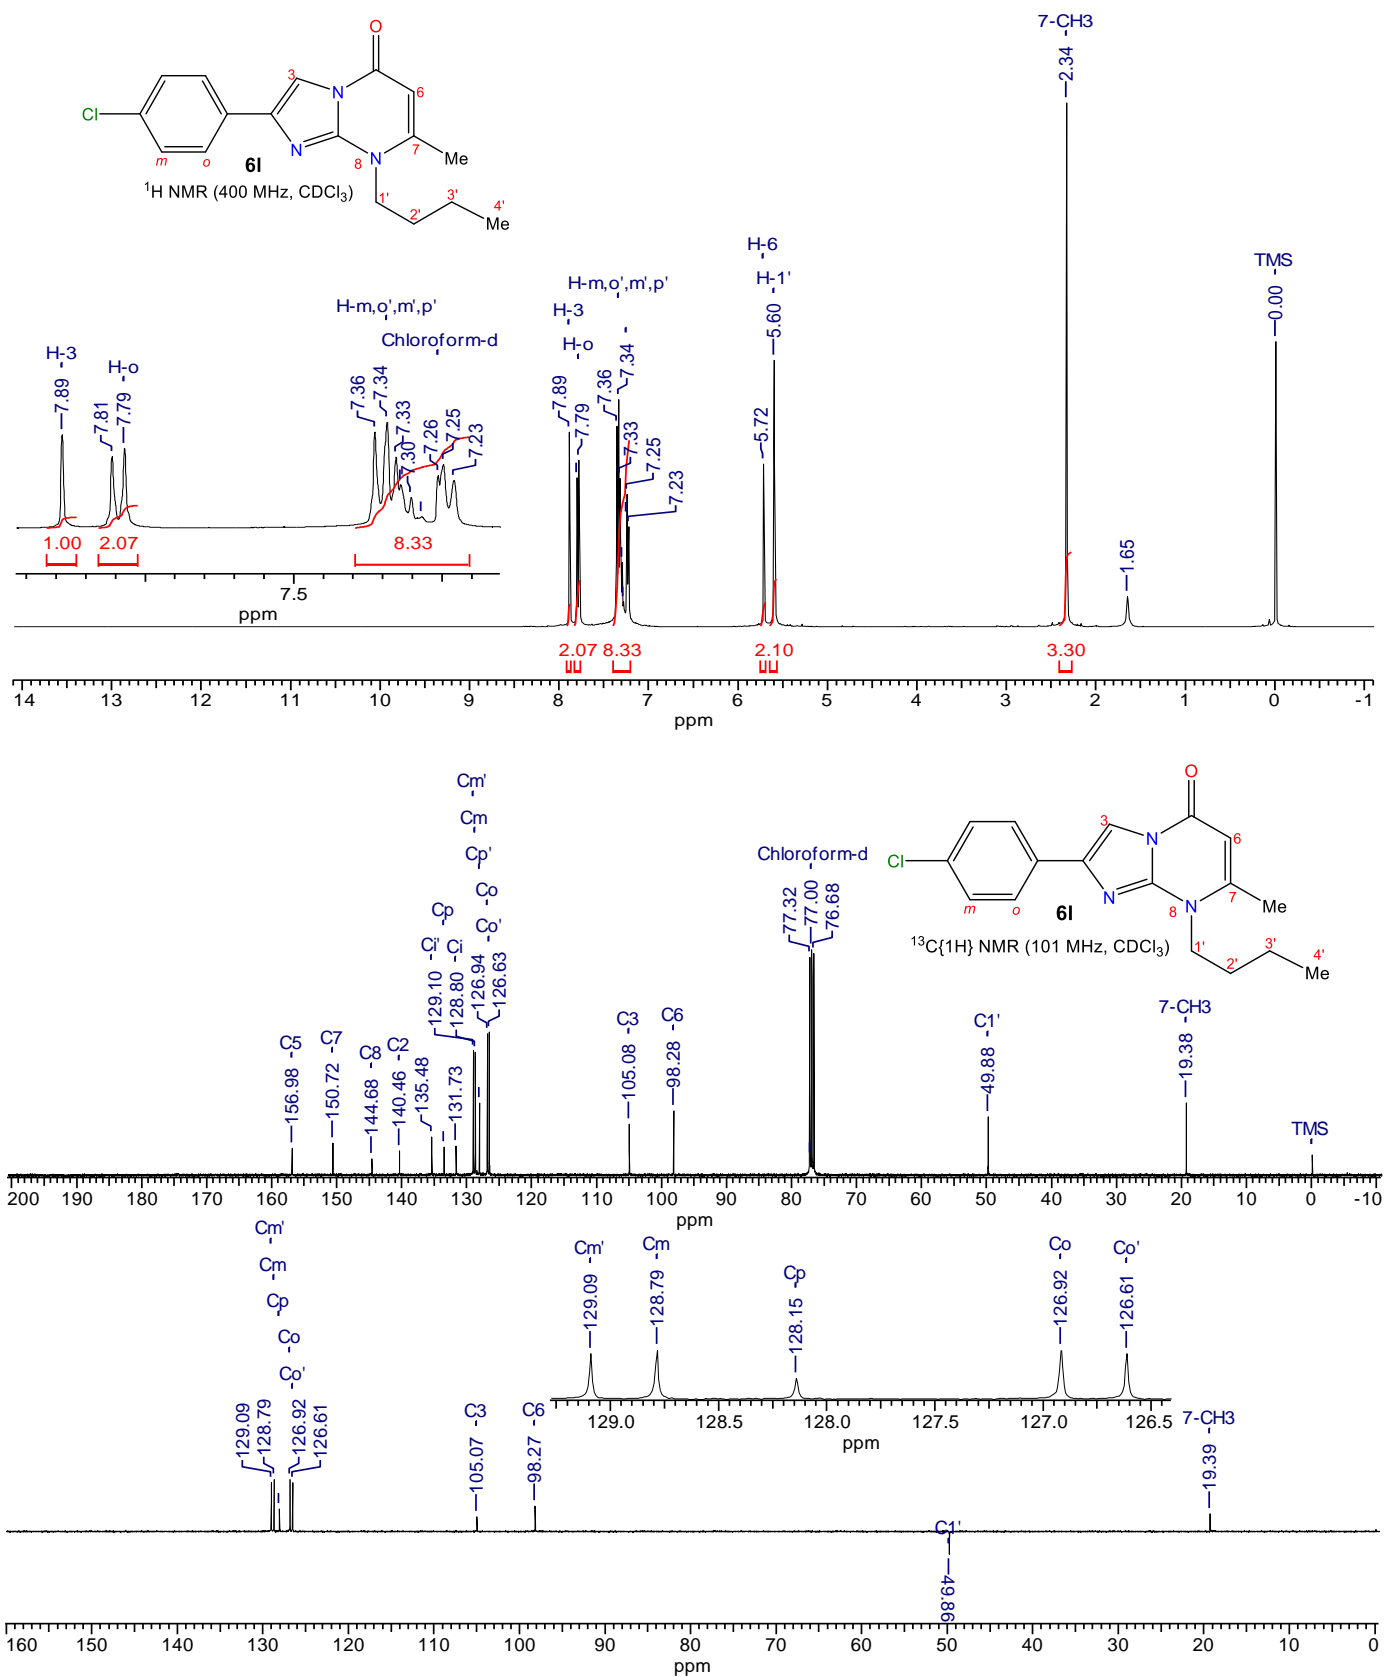 O
3
N
6
Cl
m
o
N
8
N
7
Me
6l
1'
2'
3'
4'
Me
¹H NMR (400 MHz, CDCl₃)
7-CH3
2.34
TMS
0.00
H-6
H-1'
5.72
5.60
H-m,o',m',p'
H-3
H-o
7.89
7.79
7.36
7.34
7.33
7.25
7.23
1.65
H-3
7.89
H-o
7.81
7.79
H-m,o',m',p'
Chloroform-d
7.36
7.34
7.33
7.30
7.26
7.25
7.23
1.00 2.07 8.33
7.5
ppm
2.07 8.33 2.10 3.30
14 13 12 11 10 9 8 7 6 5 4 3 2 1 0 -1
ppm
O
3
N
6
Cl
m
o
N
8
N
7
Me
6l
1'
2'
3'
4'
Me
¹³C{1H} NMR (101 MHz, CDCl₃)
Cm'
Cm
Cp'
Co
Co'
Cp
Ci'
Ci
C5
156.98
C7
150.72
C8
144.68
C2
140.46
135.48
131.73
129.10
128.80
126.94
126.63
C3
105.08
C6
98.28
Chloroform-d
77.32
77.00
76.68
C1'
49.88
7-CH3
19.38
TMS
200 190 180 170 160 150 140 130 120 110 100 90 80 70 60 50 40 30 20 10 0 -10
ppm
Cm'
Cm
Cp
Co
Co'
129.09
128.79
126.92
126.61
C3
105.07
C6
98.27
C1'
49.86
7-CH3
19.39
Cm'
129.09
Cm
128.79
Cp
128.15
Co
126.92
Co'
126.61
129.0 128.5 128.0 127.5 127.0 126.5
ppm
160 150 140 130 120 110 100 90 80 70 60 50 40 30 20 10 0
ppm